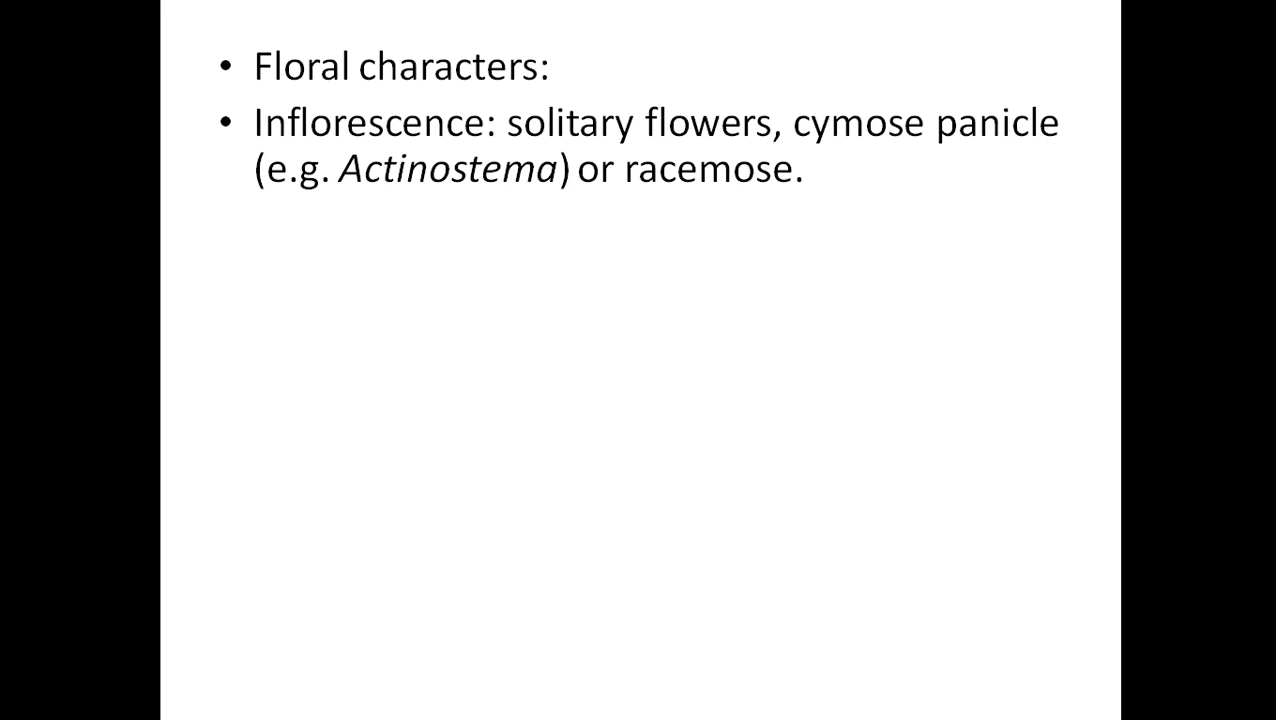 • Floral characters:
• Inflorescence: solitary flowers, cymose panicle
(e.g. Actinostema) or racemose.